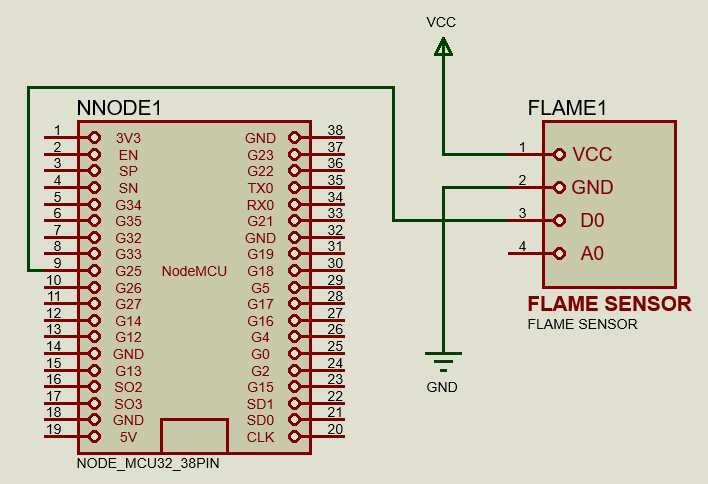 VCC
NNODE1
FLAME1
1 3V3 GND 38
2 EN G23 37
3 SP G22 36
4 SN TX0 35
5 G34 RX0 34
6 G35 G21 33
7 G32 GND 32
8 G33 G19 31
9 G25 NodeMCU G18 30
10 G26 G5 29
11 G27 G17 28
12 G14 G16 27
13 G12 G4 26
14 GND G0 25
15 G13 G2 24
16 SO2 G15 23
17 SO3 SD1 22
18 GND SD0 21
19 5V CLK 20
NODE_MCU32_38PIN
1 VCC
2 GND
3 D0
4 A0
FLAME SENSOR
FLAME SENSOR
GND